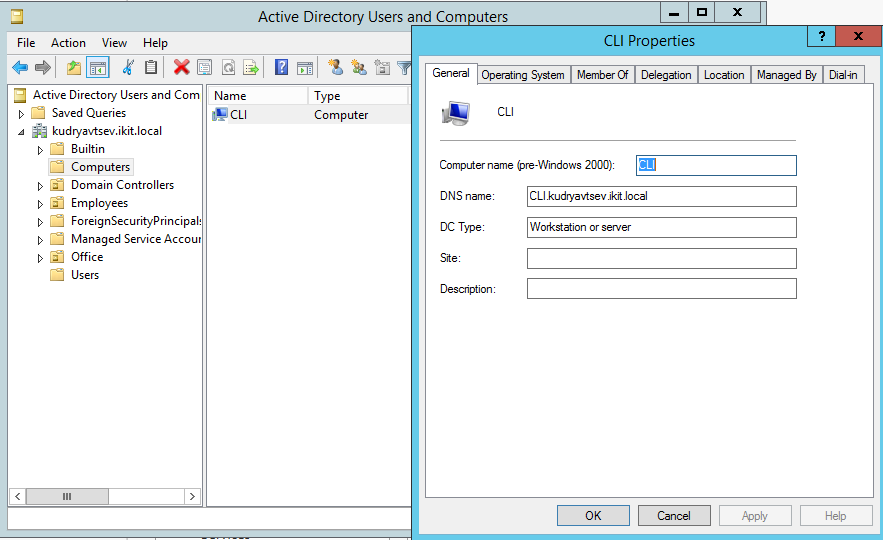 Active Directory Users and Computers
File Action View Help
Active Directory Users and Com
Saved Queries
kudryavtsev.ikit.local
Builtin
Computers
Domain Controllers
Employees
ForeignSecurityPrincipals
Managed Service Accour
Office
Users
Name Type
CLI Computer
CLI Properties
?
General Operating System Member Of Delegation Location Managed By Dial-in
CLI
Computer name (pre-Windows 2000): CLI
DNS name: CLI.kudryavtsev.ikit.local
DC Type: Workstation or server
Site:
Description:
OK Cancel Apply Help